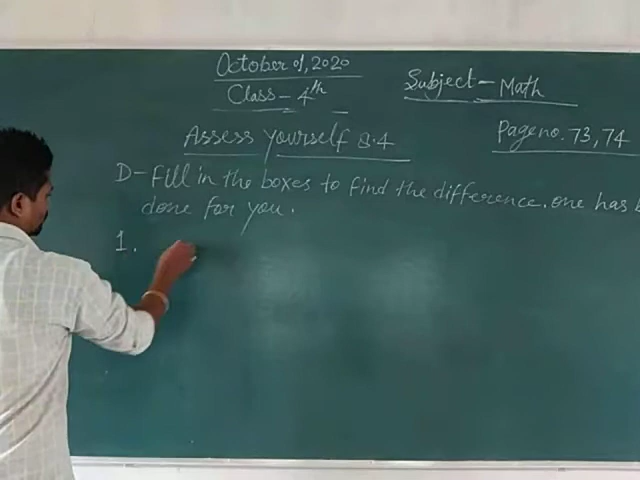 October 01, 2020
Class - 4th
Subject - Math
Assess yourself 8.4
Page no. 73, 74
D- Fill in the boxes to find the difference. one has
done for you.
1.